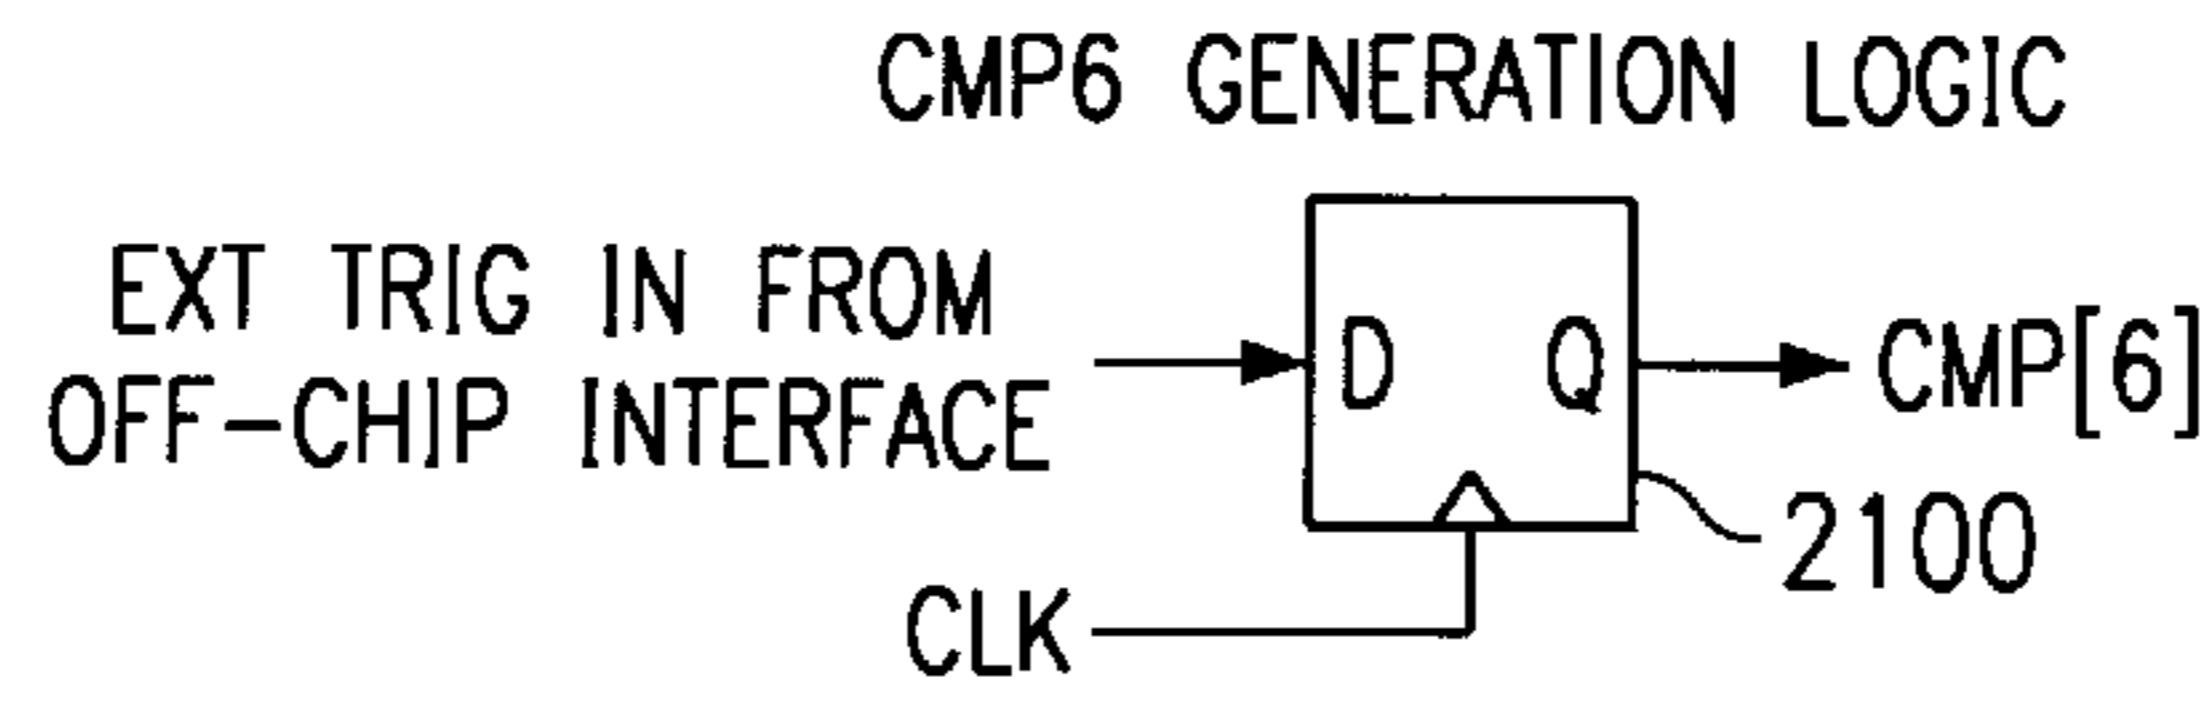 CMP6 GENERATION LOGIC
EXT TRIG IN FROM
OFF-CHIP INTERFACE
D
Q
CMP[6]
2100
CLK